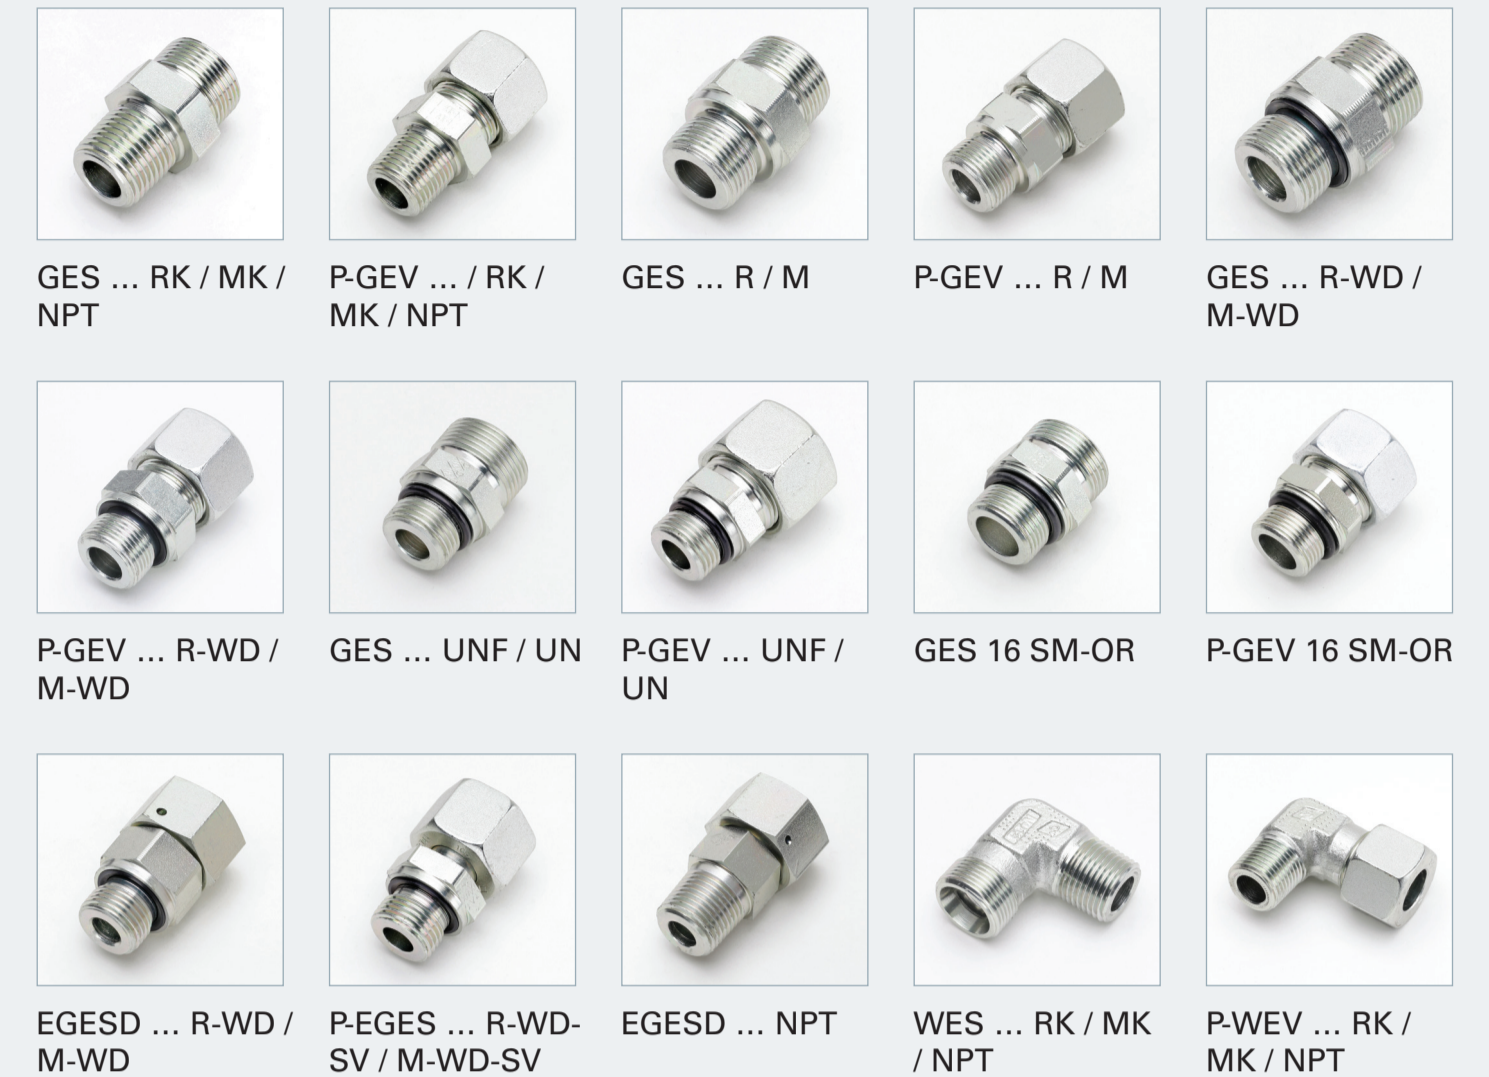 GES ... RK / MK /
NPT
P-GEV ... / RK /
MK / NPT
GES ... R / M
P-GEV ... R / M
GES ... R-WD /
M-WD
P-GEV ... R-WD /
M-WD
GES ... UNF / UN
P-GEV ... UNF /
UN
GES 16 SM-OR
P-GEV 16 SM-OR
EGESD ... R-WD /
M-WD
P-EGES ... R-WD-
SV / M-WD-SV
EGESD ... NPT
WES ... RK / MK
/ NPT
P-WEV ... RK /
MK / NPT